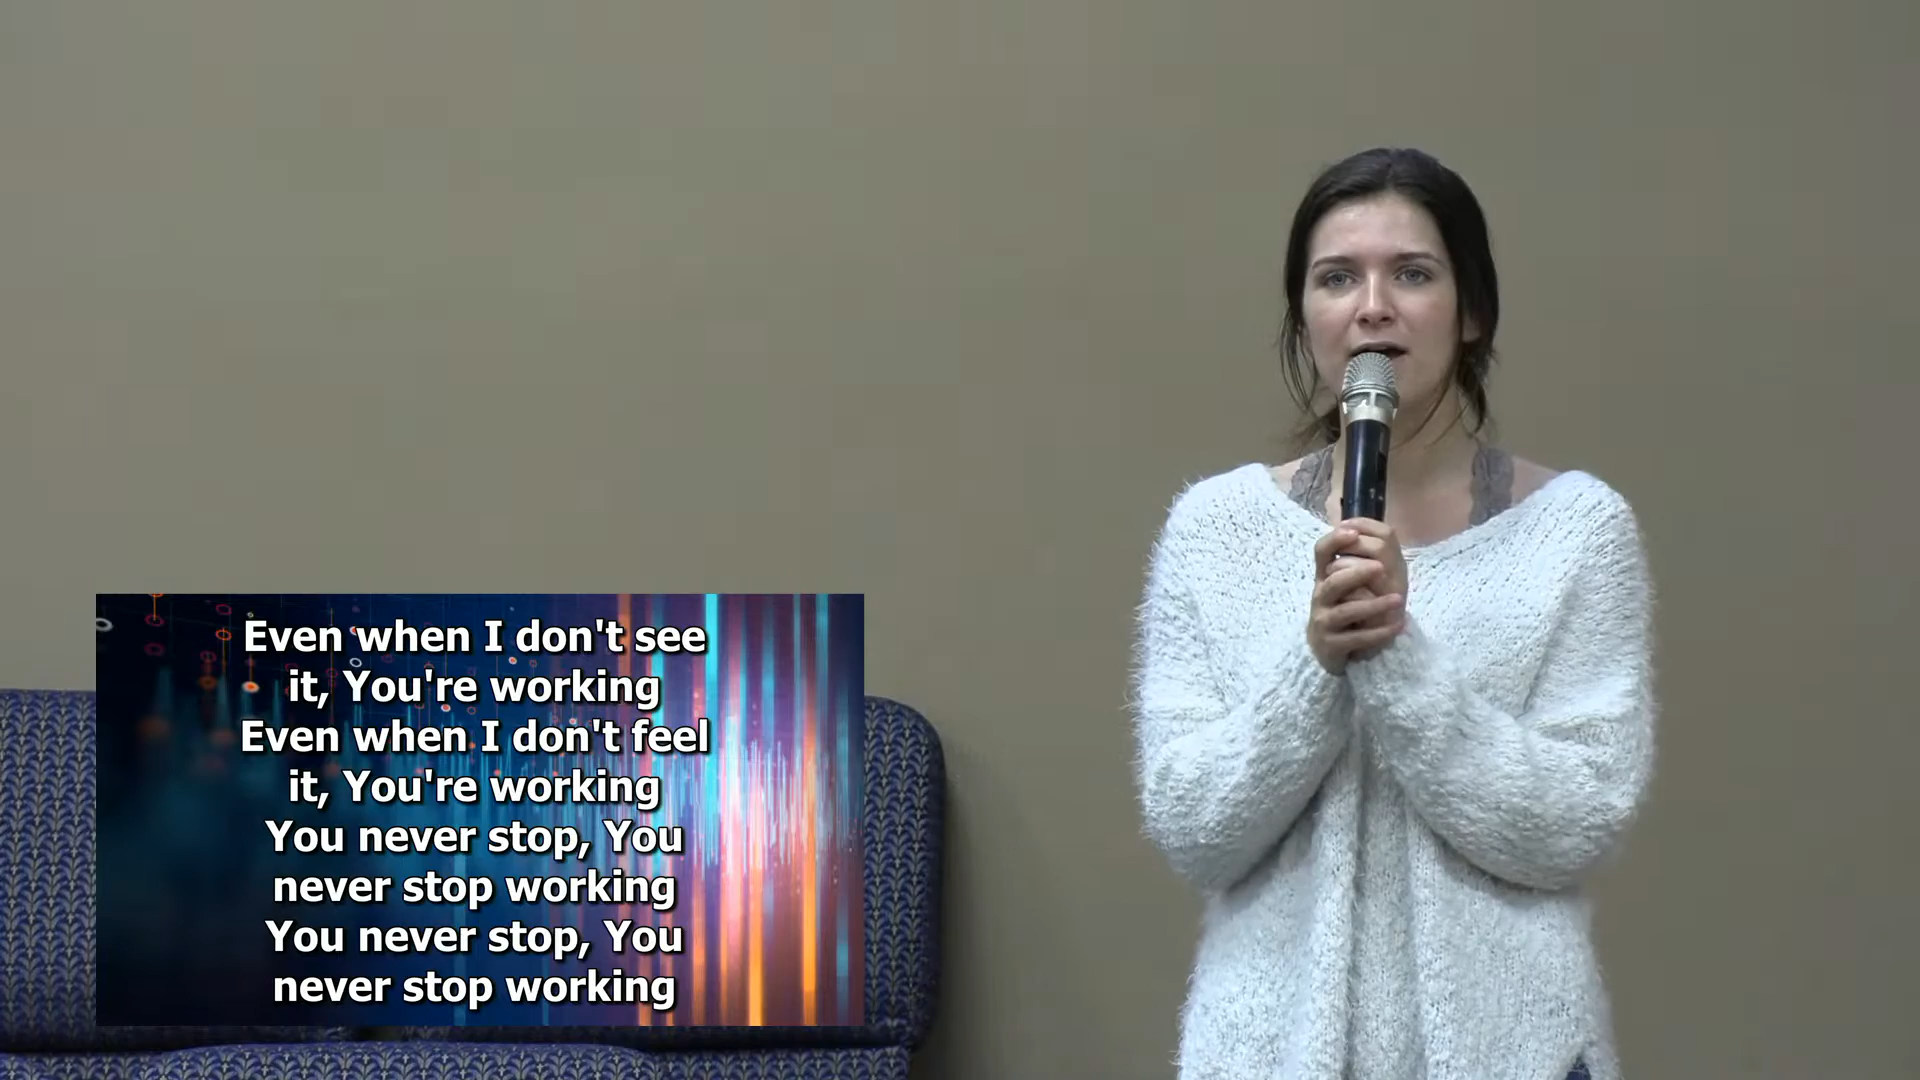 Even when I don't see
it, You're working
Even when I don't feel
it, You're working
You never stop, You
never stop working
You never stop, You
never stop working